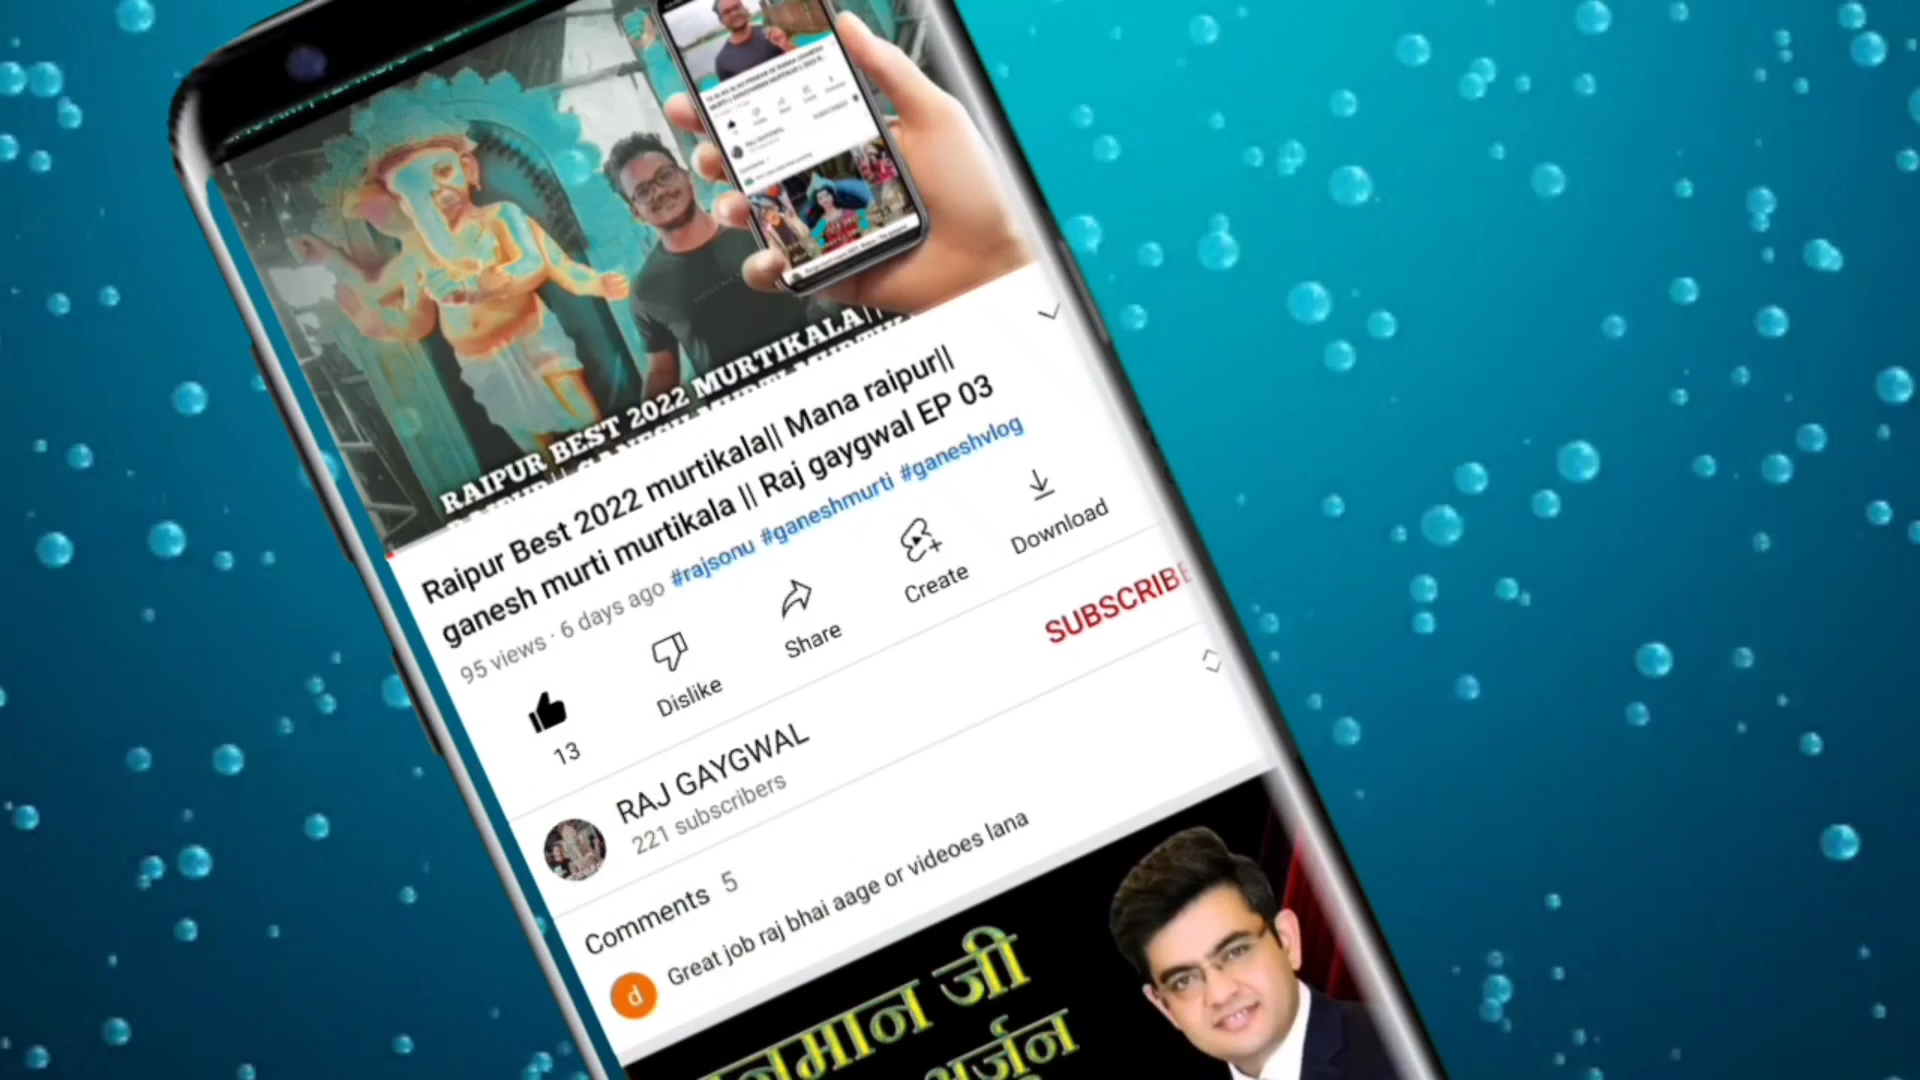 RAIPUR BEST 2022 MURTIKALA||
Raipur Best 2022 murtikala|| Mana raipur||
ganesh murti murtikala || Raj gaygwal EP 03
95 views · 6 days ago #rajsonu #ganeshmurti #ganeshvlog
13
Dislike
Share
Create
Download
RAJ GAYGWAL
221 subscribers
SUBSCRIBE
Comments 5
d
Great job raj bhai aage or videoes lana
जी
अर्जुन